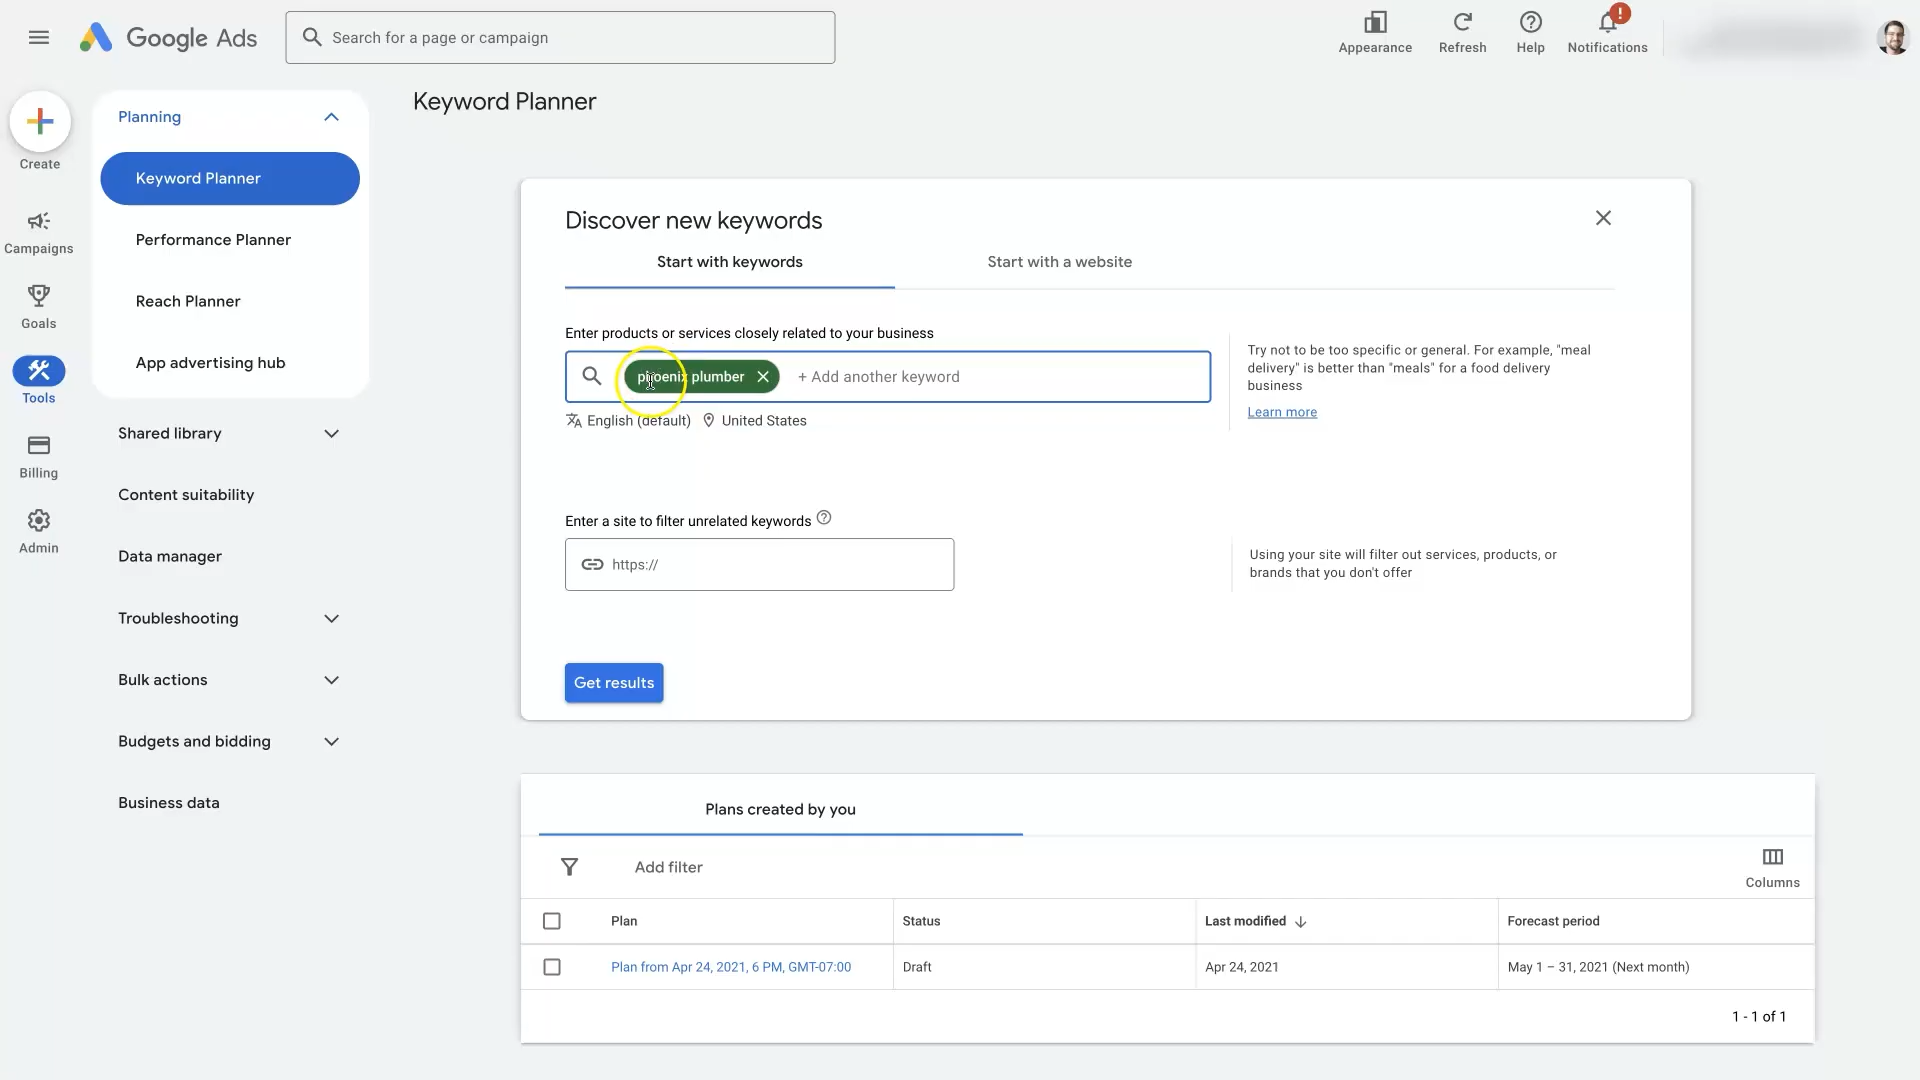 Google Ads
Search for a page or campaign
Appearance
Refresh
Help
!
Notifications
Create
Campaigns
Goals
Tools
Billing
Admin
Planning
Keyword Planner
Performance Planner
Reach Planner
App advertising hub
Shared library
Content suitability
Data manager
Troubleshooting
Bulk actions
Budgets and bidding
Business data
Keyword Planner
Discover new keywords
Start with keywords
Start with a website
Enter products or services closely related to your business
phoenix plumber
+ Add another keyword
English (default)
United States
Try not to be too specific or general. For example, "meal
delivery" is better than "meals" for a food delivery
business
Learn more
Enter a site to filter unrelated keywords
https://
Using your site will filter out services, products, or
brands that you don't offer
Get results
Plans created by you
Add filter
Columns
Plan Status Last modified Forecast period
Plan from Apr 24, 2021, 6 PM, GMT-07:00 Draft Apr 24, 2021 May 1 – 31, 2021 (Next month)
1 - 1 of 1